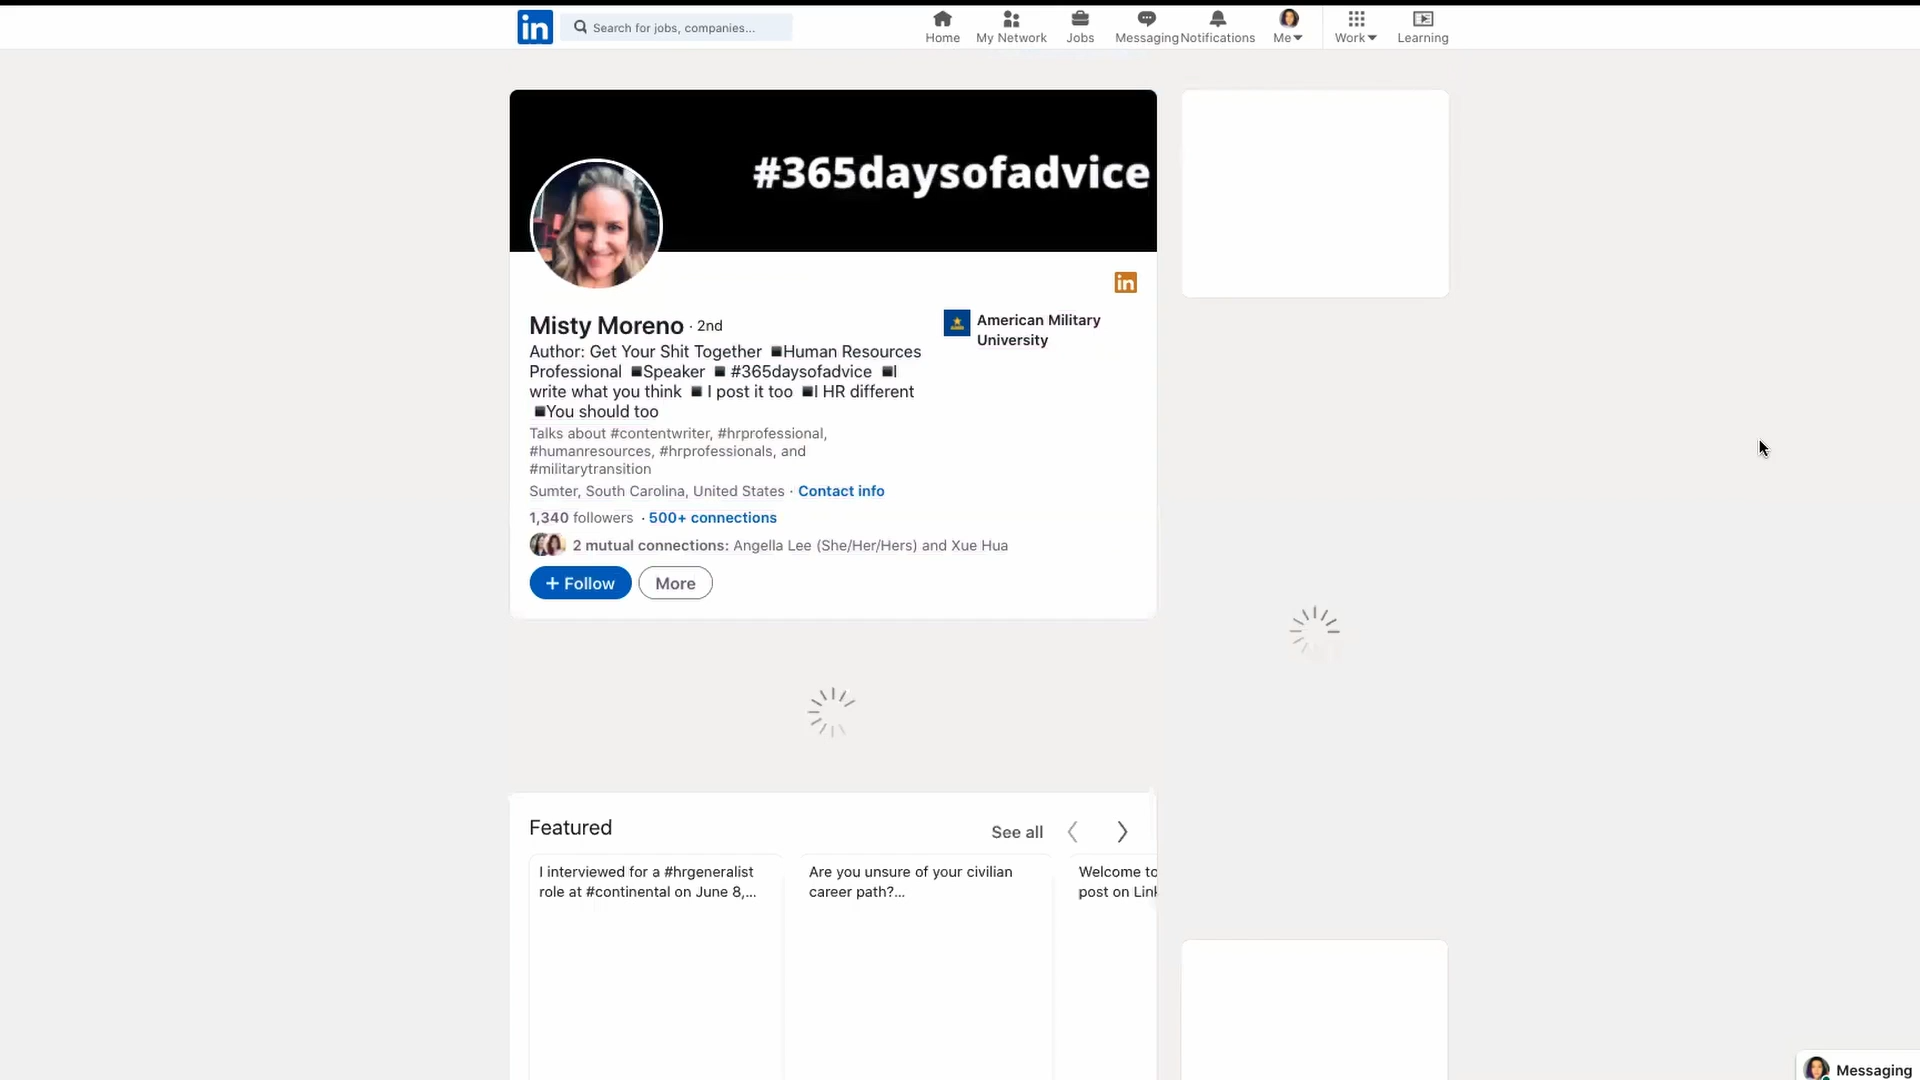 in
Search for jobs, companies...
Home
My Network
Jobs
Messaging
Notifications
Me
Work
Learning
#365daysofadvice
in
Misty Moreno · 2nd
American Military
University
Author: Get Your Shit Together ◾Human Resources
Professional ◾Speaker ◾ #365daysofadvice ◾I
write what you think ◾ I post it too ◾I HR different
◾You should too
Talks about #contentwriter, #hrprofessional,
#humanresources, #hrprofessionals, and
#militarytransition
Sumter, South Carolina, United States · Contact info
1,340 followers · 500+ connections
2 mutual connections: Angella Lee (She/Her/Hers) and Xue Hua
+ Follow
More
Featured
See all
I interviewed for a #hrgeneralist
role at #continental on June 8,...
Are you unsure of your civilian
career path?...
Welcome to
post on Link
Messaging